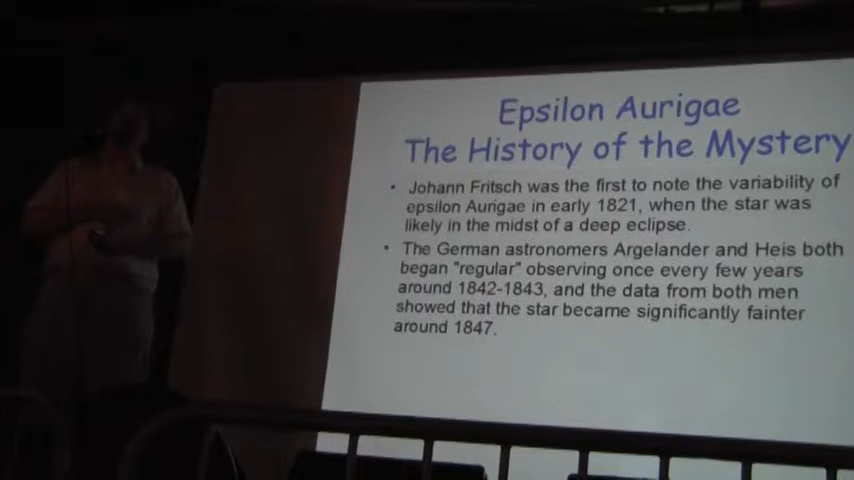 Epsilon Aurigae
The History of the Mystery
• Johann Fritsch was the first to note the variability of
epsilon Aurigae in early 1821, when the star was
likely in the midst of a deep eclipse.
• The German astronomers Argelander and Heis both
began "regular" observing once every few years
around 1842-1843, and the data from both men
showed that the star became significantly fainter
around 1847.